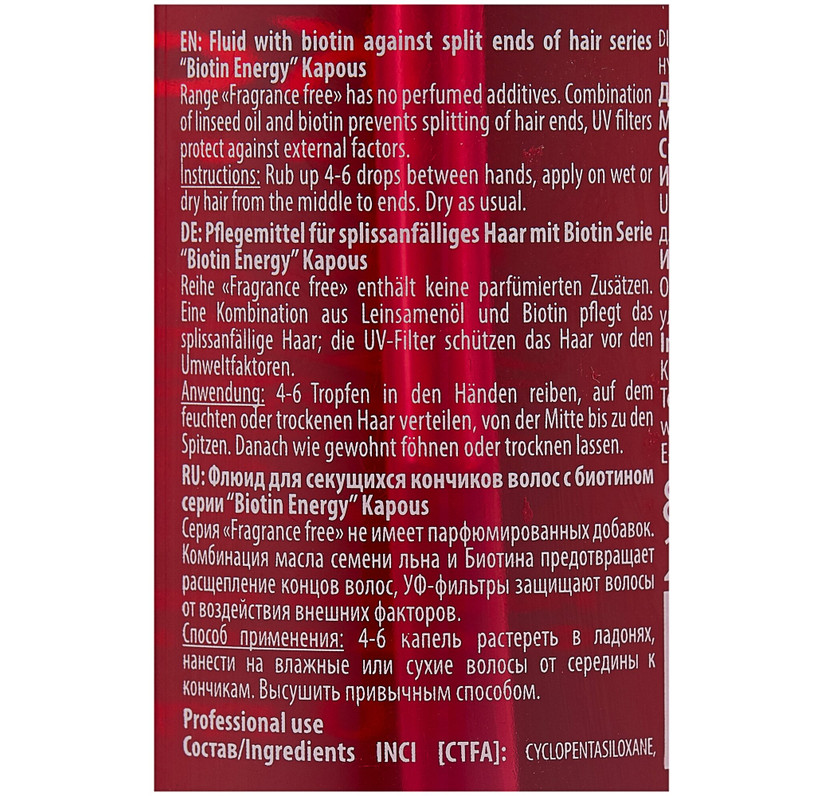 EN: Fluid with biotin against split ends of hair series
"Biotin Energy" Kapous
Range «Fragrance free» has no perfumed additives. Combination
of linseed oil and biotin prevents splitting of hair ends, UV filters
protect against external factors.
Instructions: Rub up 4-6 drops between hands, apply on wet or
dry hair from the middle to ends. Dry as usual.
DE: Pflegemittel für splissanfälliges Haar mit Biotin Serie
"Biotin Energy" Kapous
Reihe «Fragrance free» enthält keine parfümierten Zusätzen.
Eine Kombination aus Leinsamenöl und Biotin pflegt das
splissanfällige Haar; die UV-Filter schützen das Haar vor den
Umweltfaktoren.
Anwendung: 4-6 Tropfen in den Händen reiben, auf dem
feuchten oder trockenen Haar verteilen, von der Mitte bis zu den
Spitzen. Danach wie gewohnt föhnen oder trocknen lassen.
RU: Флюид для секущихся кончиков волос с биотином
серии "Biotin Energy" Kapous
Серия «Fragrance free» не имеет парфюмированных добавок.
Комбинация масла семени льна и Биотина предотвращает
расщепление концов волос, УФ-фильтры защищают волосы
от воздействия внешних факторов.
Способ применения: 4-6 капель растереть в ладонях,
нанести на влажные или сухие волосы от середины к
кончикам. Высушить привычным способом.
Professional use
Состав/Ingredients INCI [CTFA]: CYCLOPENTASILOXANE,